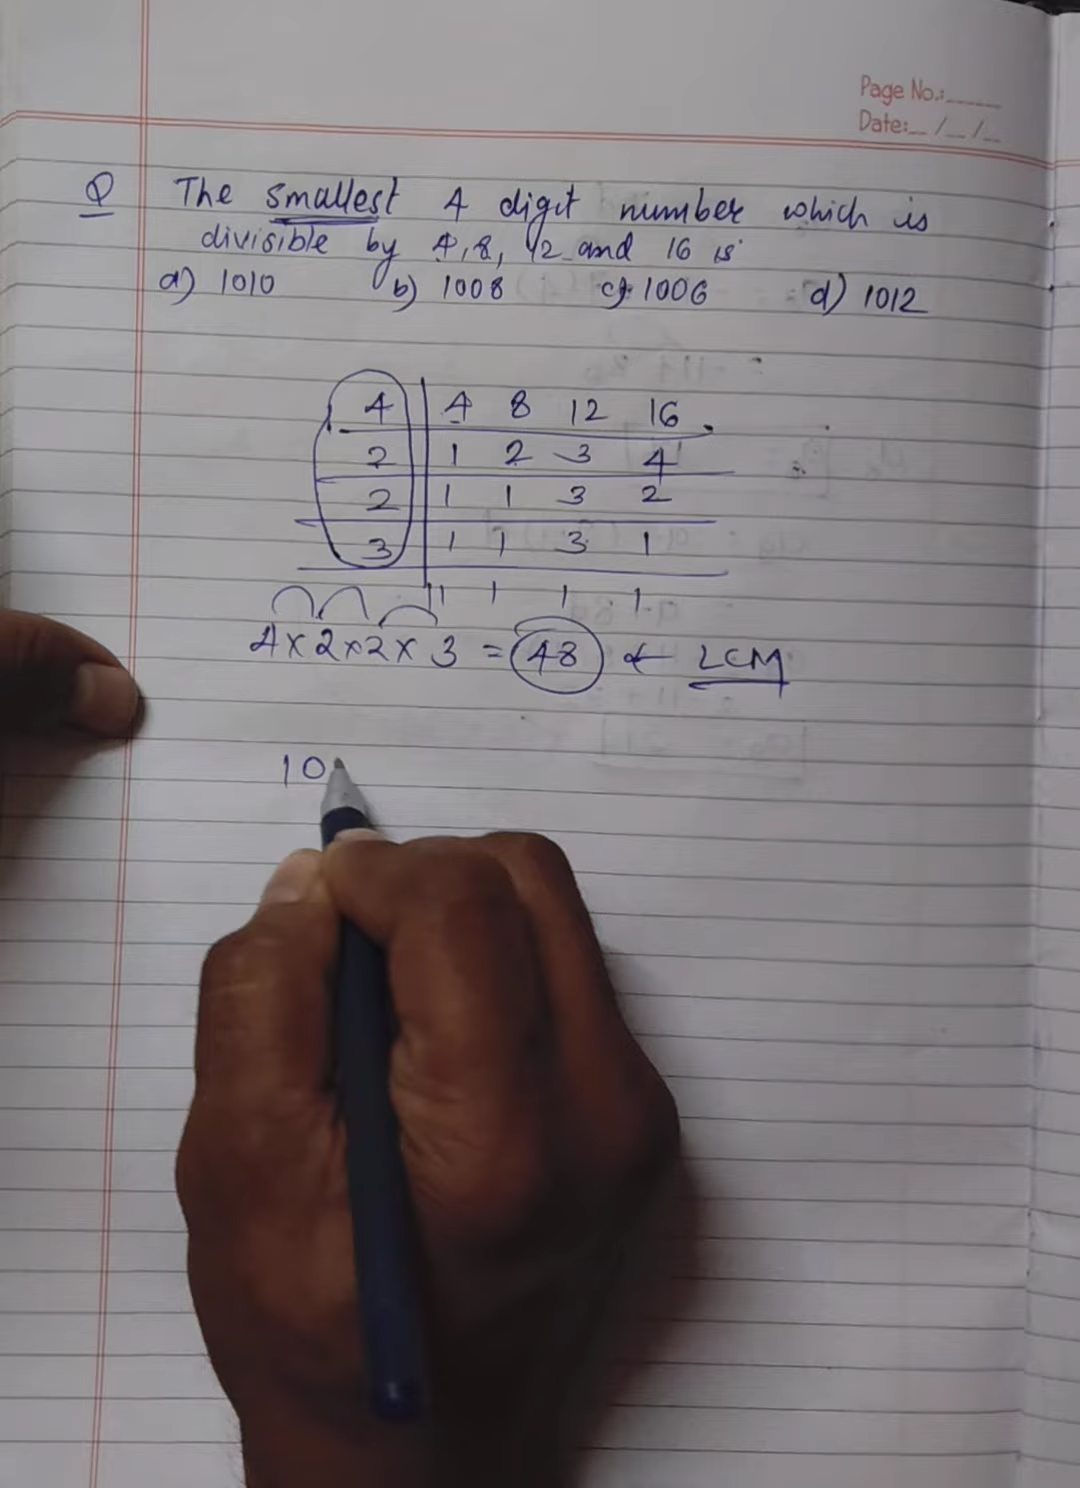 Page No.:
Date: / /
Q The smallest 4 digit number which is
divisible by 4, 8, 12 and 16 is
a) 1010 b) 1008 c) 1006 d) 1012
4 4 8 12 16
2 1 2 3 4
2 1 1 3 2
3 1 1 3 1
1 1 1 1
4 × 2 × 2 × 3 = 48 ← LCM
10